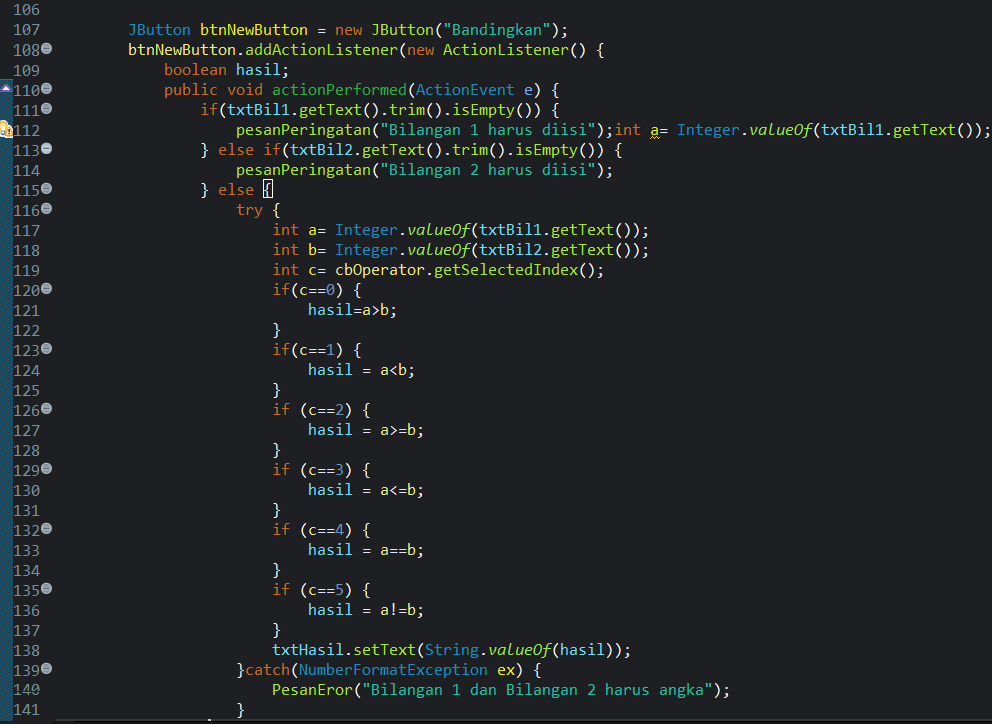 106
107 JButton btnNewButton = new JButton("Bandingkan");
108 btnNewButton.addActionListener(new ActionListener() {
109 boolean hasil;
110 public void actionPerformed(ActionEvent e) {
111 if(txtBil1.getText().trim().isEmpty()) {
112 pesanPeringatan("Bilangan 1 harus diisi");int a= Integer.valueOf(txtBil1.getText());
113 } else if(txtBil2.getText().trim().isEmpty()) {
114 pesanPeringatan("Bilangan 2 harus diisi");
115 } else {
116 try {
117 int a= Integer.valueOf(txtBil1.getText());
118 int b= Integer.valueOf(txtBil2.getText());
119 int c= cbOperator.getSelectedIndex();
120 if(c==0) {
121 hasil=a>b;
122 }
123 if(c==1) {
124 hasil = a<b;
125 }
126 if (c==2) {
127 hasil = a>=b;
128 }
129 if (c==3) {
130 hasil = a<=b;
131 }
132 if (c==4) {
133 hasil = a==b;
134 }
135 if (c==5) {
136 hasil = a!=b;
137 }
138 txtHasil.setText(String.valueOf(hasil));
139 }catch(NumberFormatException ex) {
140 PesanEror("Bilangan 1 dan Bilangan 2 harus angka");
141 }